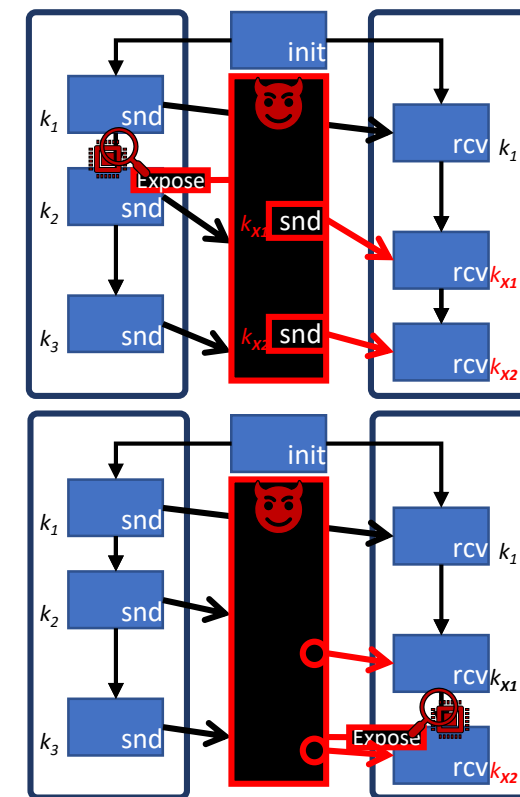 init
snd
k1
rcv k1
Expose
k2 snd
kX1 snd
rcv kX1
k3 snd
kX2 snd
rcv kX2
init
k1 snd
rcv k1
k2 snd
rcv kX1
k3 snd
Expose
rcv kX2